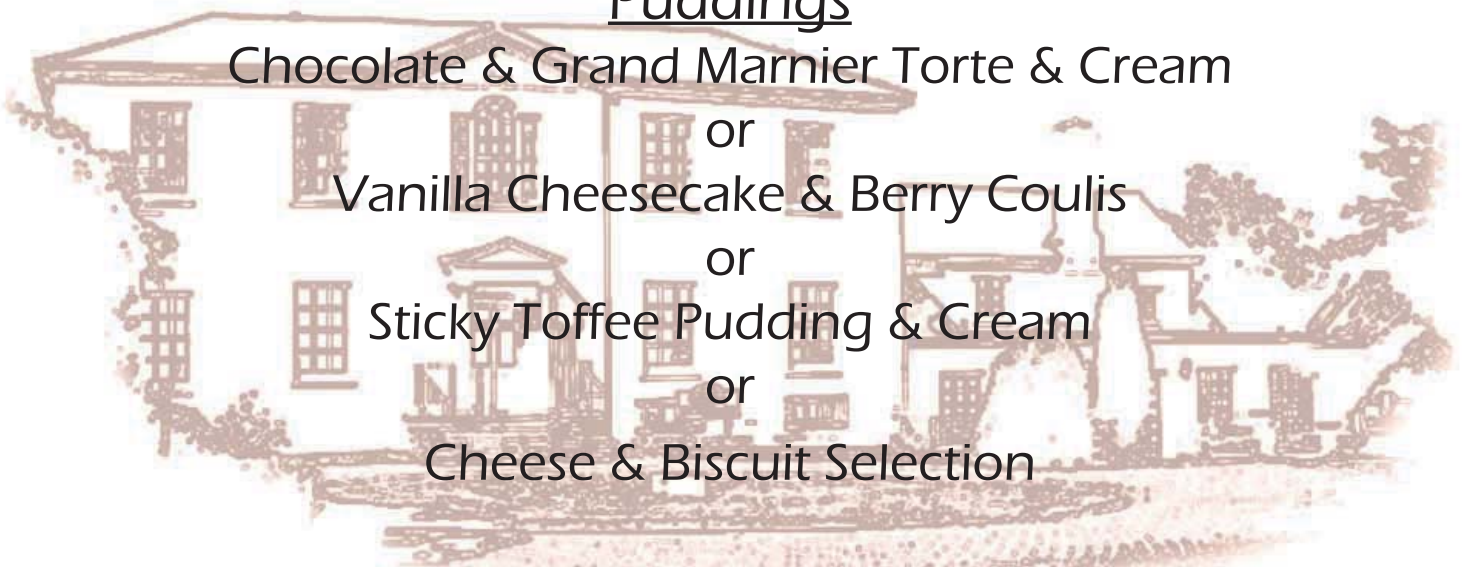 Puddings
Chocolate & Grand Marnier Torte & Cream
or
Vanilla Cheesecake & Berry Coulis
or
Sticky Toffee Pudding & Cream
or
Cheese & Biscuit Selection